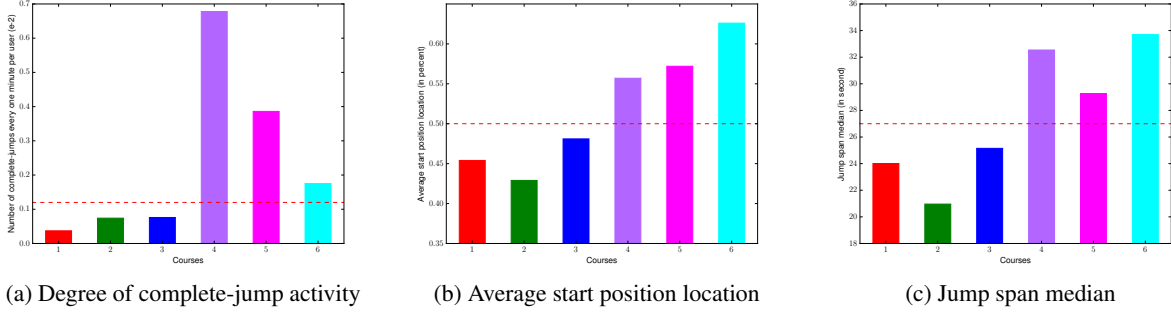 Number of complete-jumps every one minute per user (e-2)
0.7
0.6
0.5
0.4
0.3
0.2
0.1
0.0
1 2 3 4 5 6
Courses
(a) Degree of complete-jump activity
Average start position location (in percent)
0.60
0.55
0.50
0.45
0.40
0.35
1 2 3 4 5 6
Courses
(b) Average start position location
Jump span median (in second)
36
34
32
30
28
26
24
22
20
18
1 2 3 4 5 6
Courses
(c) Jump span median